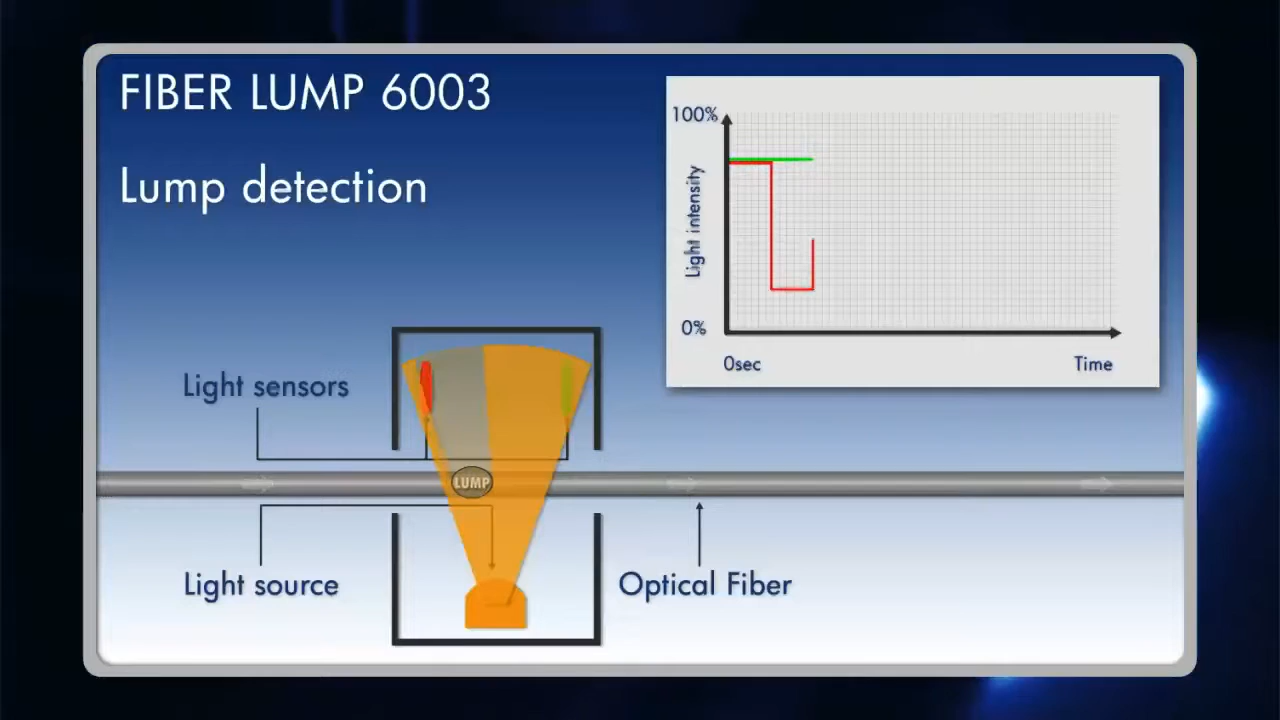 FIBER LUMP 6003
Lump detection
100%
Light intensity
0%
0sec
Time
Light sensors
LUMP
Light source
Optical Fiber